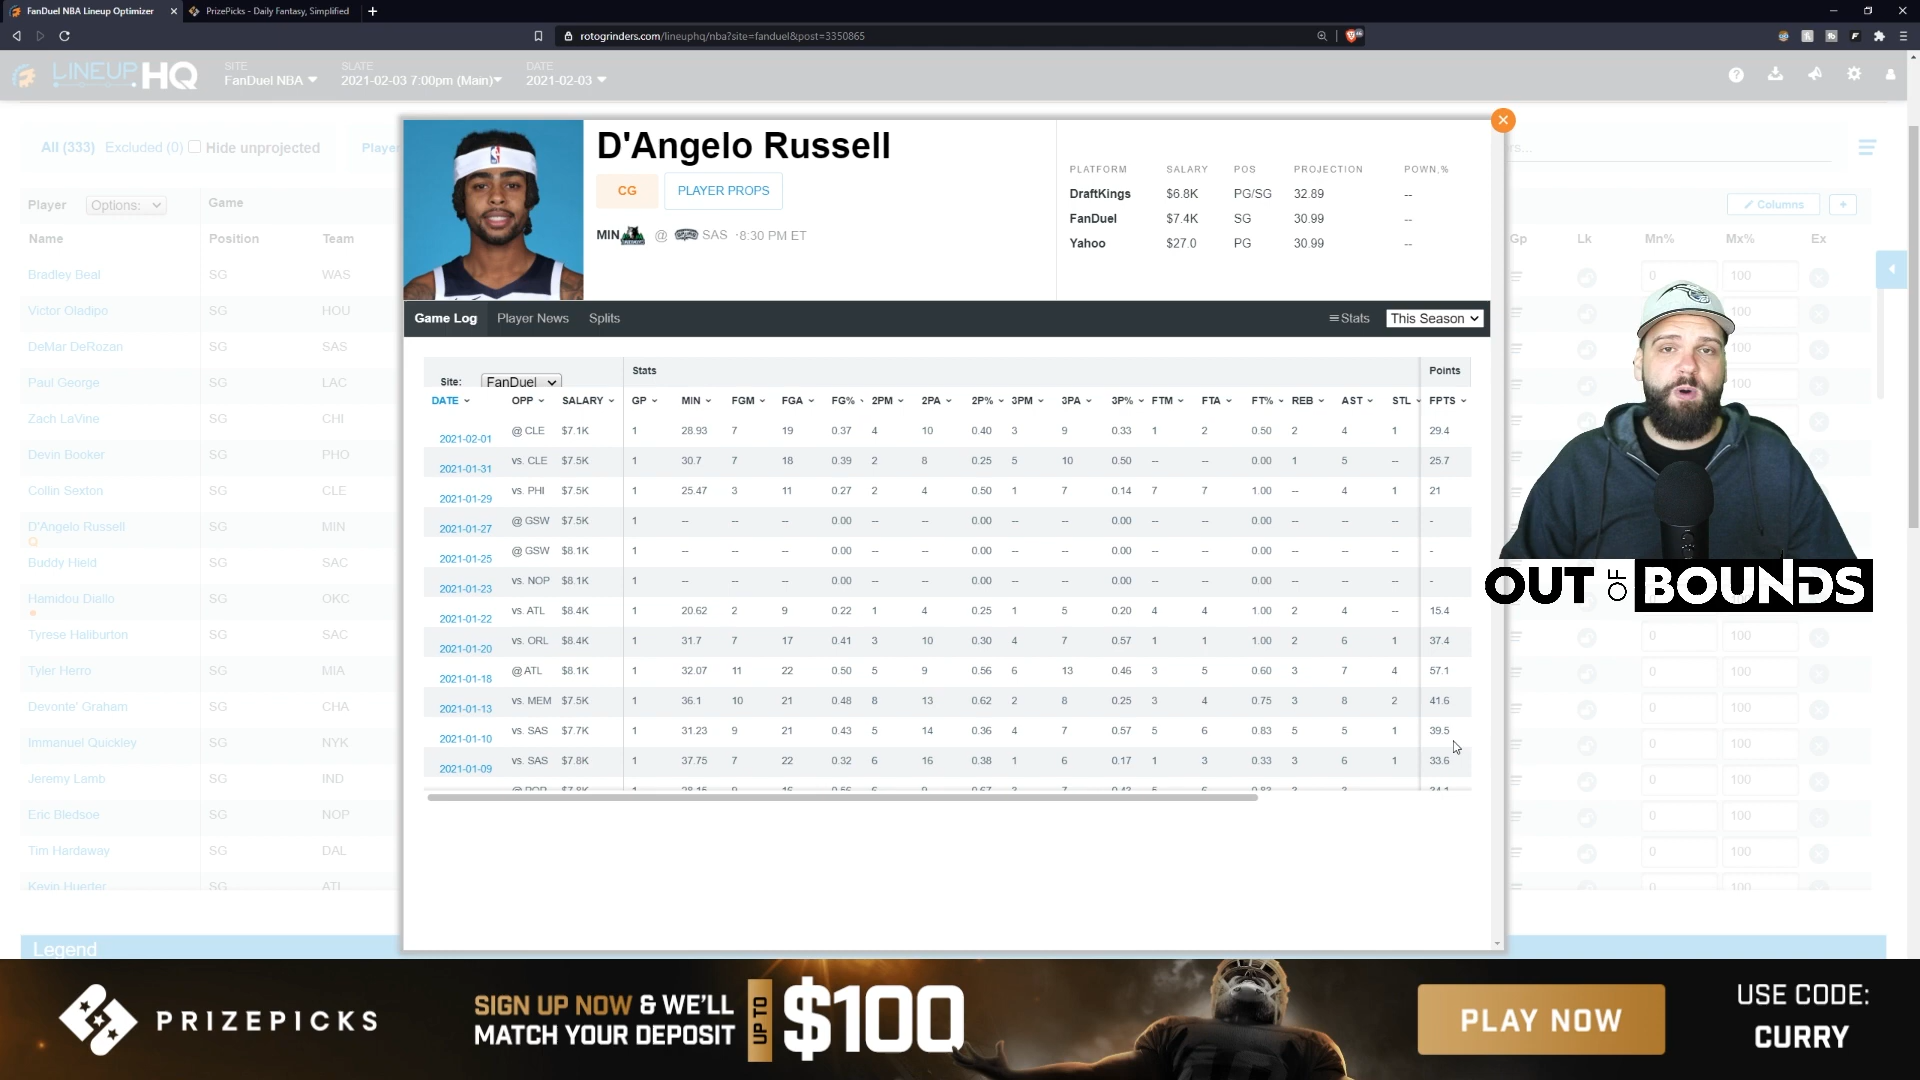 FanDuel NBA Lineup Optimizer
PrizePicks - Daily Fantasy, Simplified
rotogrinders.com/lineuphq/nba?site=fanduel&post=3350865
LINEUPHQ
SITE
FanDuel NBA
SLATE
2021-02-03 7:00pm (Main)
DATE
2021-02-03
All (333) Excluded (0) Hide unprojected
Player
Player Options: Game
Columns +
Name Position Team Gp Lk Mn% Mx% Ex
Bradley Beal SG WAS 0 100
Victor Oladipo SG HOU
DeMar DeRozan SG SAS 100
Paul George SG LAC 100
Zach LaVine SG CHI
Devin Booker SG PHO
Collin Sexton SG CLE
D'Angelo Russell SG MIN
Q
Buddy Hield SG SAC
Hamidou Diallo SG OKC
Tyrese Haliburton SG SAC 0 100
Tyler Herro SG MIA 0 100
Devonte' Graham SG CHA 0 100
Immanuel Quickley SG NYK 0 100
Jeremy Lamb SG IND 0 100
Eric Bledsoe SG NOP 0 100
Tim Hardaway SG DAL 0 100
Kevin Huerter SG ATL 0 100
Legend
D'Angelo Russell
CG PLAYER PROPS
MIN @ SAS · 8:30 PM ET
PLATFORM SALARY POS PROJECTION POWN,%
DraftKings $6.8K PG/SG 32.89 --
FanDuel $7.4K SG 30.99 --
Yahoo $27.0 PG 30.99 --
Game Log Player News Splits Stats This Season
Site: FanDuel Stats Points
DATE OPP SALARY GP MIN FGM FGA FG% 2PM 2PA 2P% 3PM 3PA 3P% FTM FTA FT% REB AST STL FPTS
2021-02-01 @ CLE $7.1K 1 28.93 7 19 0.37 4 10 0.40 3 9 0.33 1 2 0.50 2 4 1 29.4
2021-01-31 vs. CLE $7.5K 1 30.7 7 18 0.39 2 8 0.25 5 10 0.50 -- -- 0.00 1 5 -- 25.7
2021-01-29 vs. PHI $7.5K 1 25.47 3 11 0.27 2 4 0.50 1 7 0.14 7 7 1.00 -- 4 1 21
2021-01-27 @ GSW $7.5K 1 -- -- -- 0.00 -- -- 0.00 -- -- 0.00 -- -- 0.00 -- -- -- -
2021-01-25 @ GSW $8.1K 1 -- -- -- 0.00 -- -- 0.00 -- -- 0.00 -- -- 0.00 -- -- -- -
2021-01-23 vs. NOP $8.1K 1 -- -- -- 0.00 -- -- 0.00 -- -- 0.00 -- -- 0.00 -- -- -- -
2021-01-22 vs. ATL $8.4K 1 20.62 2 9 0.22 1 4 0.25 1 5 0.20 4 4 1.00 2 4 -- 15.4
2021-01-20 vs. ORL $8.4K 1 31.7 7 17 0.41 3 10 0.30 4 7 0.57 1 1 1.00 2 6 1 37.4
2021-01-18 @ ATL $8.1K 1 32.07 11 22 0.50 5 9 0.56 6 13 0.46 3 5 0.60 3 7 4 57.1
2021-01-13 vs. MEM $7.5K 1 36.1 10 21 0.48 8 13 0.62 2 8 0.25 3 4 0.75 3 8 2 41.6
2021-01-10 vs. SAS $7.7K 1 31.23 9 21 0.43 5 14 0.36 4 7 0.57 5 6 0.83 5 5 1 39.5
2021-01-09 vs. SAS $7.8K 1 37.75 7 22 0.32 6 16 0.38 1 6 0.17 1 3 0.33 3 6 1 33.6
OUT OF BOUNDS
PRIZEPICKS
SIGN UP NOW & WE'LL
MATCH YOUR DEPOSIT
UP TO
$100
PLAY NOW
USE CODE:
CURRY